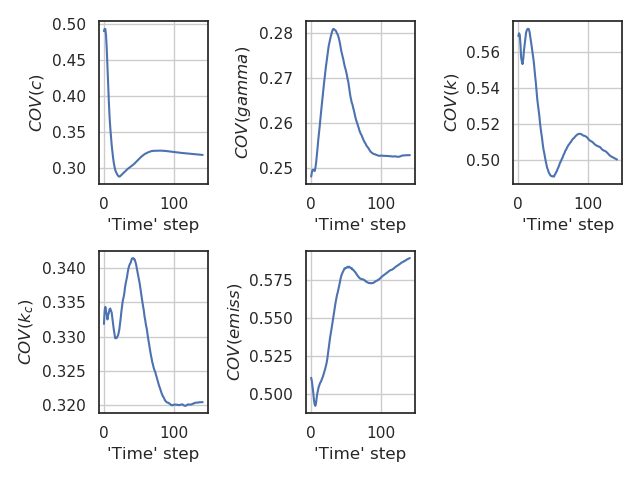 COV(c)
0.50
0.45
0.40
0.35
0.30
0 100
'Time' step
COV(gamma)
0.28
0.27
0.26
0.25
0 100
'Time' step
COV(k)
0.56
0.54
0.52
0.50
0 100
'Time' step
COV(k_c)
0.340
0.335
0.330
0.325
0.320
0 100
'Time' step
COV(emiss)
0.575
0.550
0.525
0.500
0 100
'Time' step